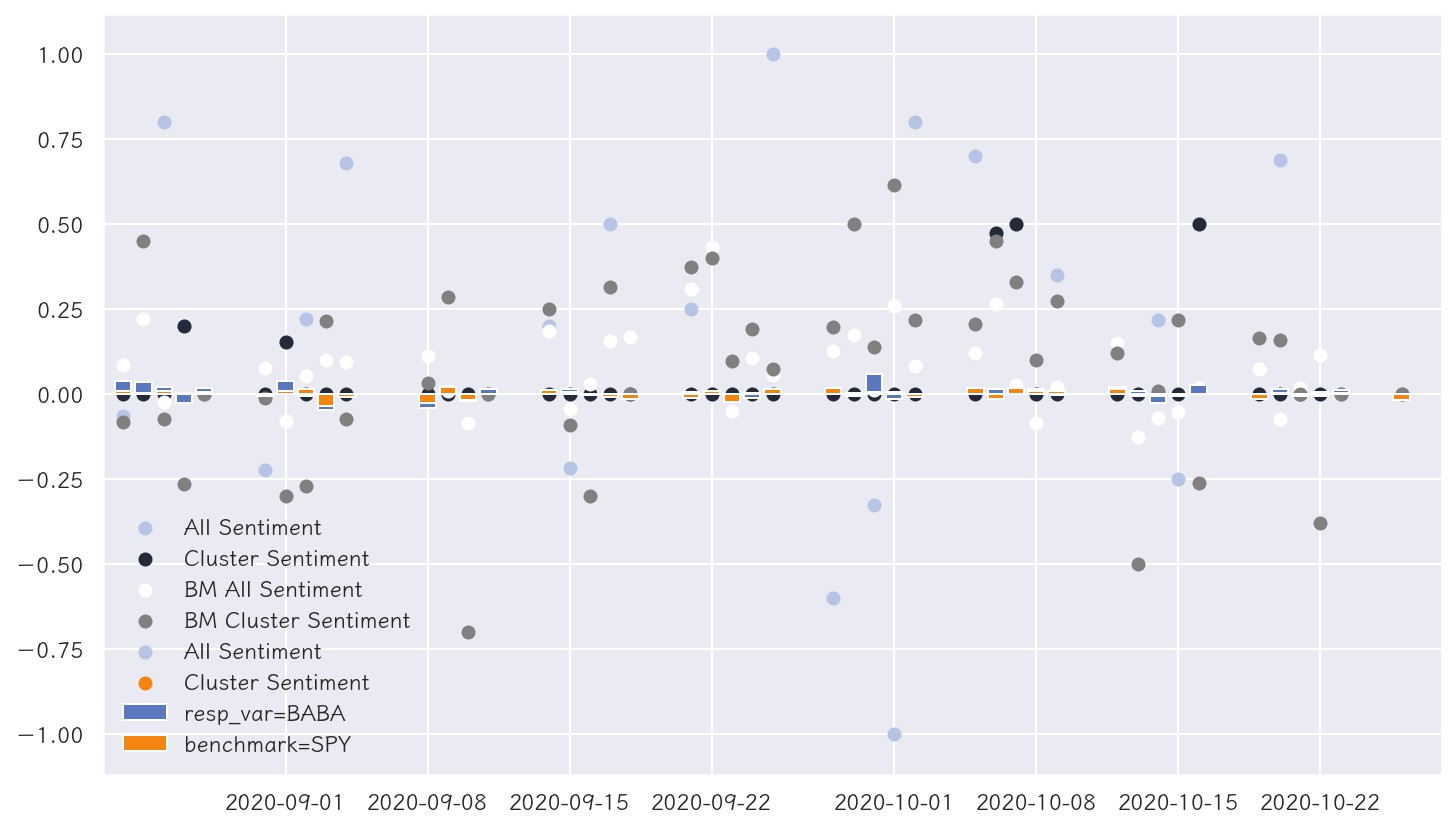 1.00
0.75
0.50
0.25
0.00
−0.25
−0.50
−0.75
−1.00
All Sentiment
Cluster Sentiment
BM All Sentiment
BM Cluster Sentiment
All Sentiment
Cluster Sentiment
resp_var=BABA
benchmark=SPY
2020-09-01 2020-09-08 2020-09-15 2020-09-22 2020-10-01 2020-10-08 2020-10-15 2020-10-22